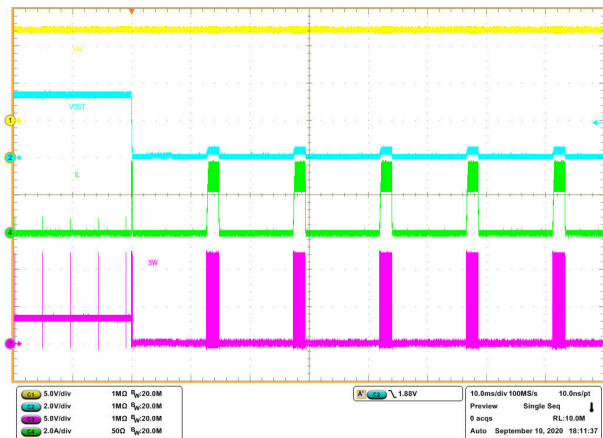 VIN
VOUT
IL
SW
1
2
4
3
C1 5.0V/div 1MΩ BW:20.0M
C2 2.0V/div 1MΩ BW:20.0M
C3 5.0V/div 1MΩ BW:20.0M
C4 2.0A/div 50Ω BW:20.0M
A' C2 1.88V
10.0ms/div 100MS/s 10.0ns/pt
Preview Single Seq
0 acqs RL:10.0M
Auto September 10, 2020 18:11:37